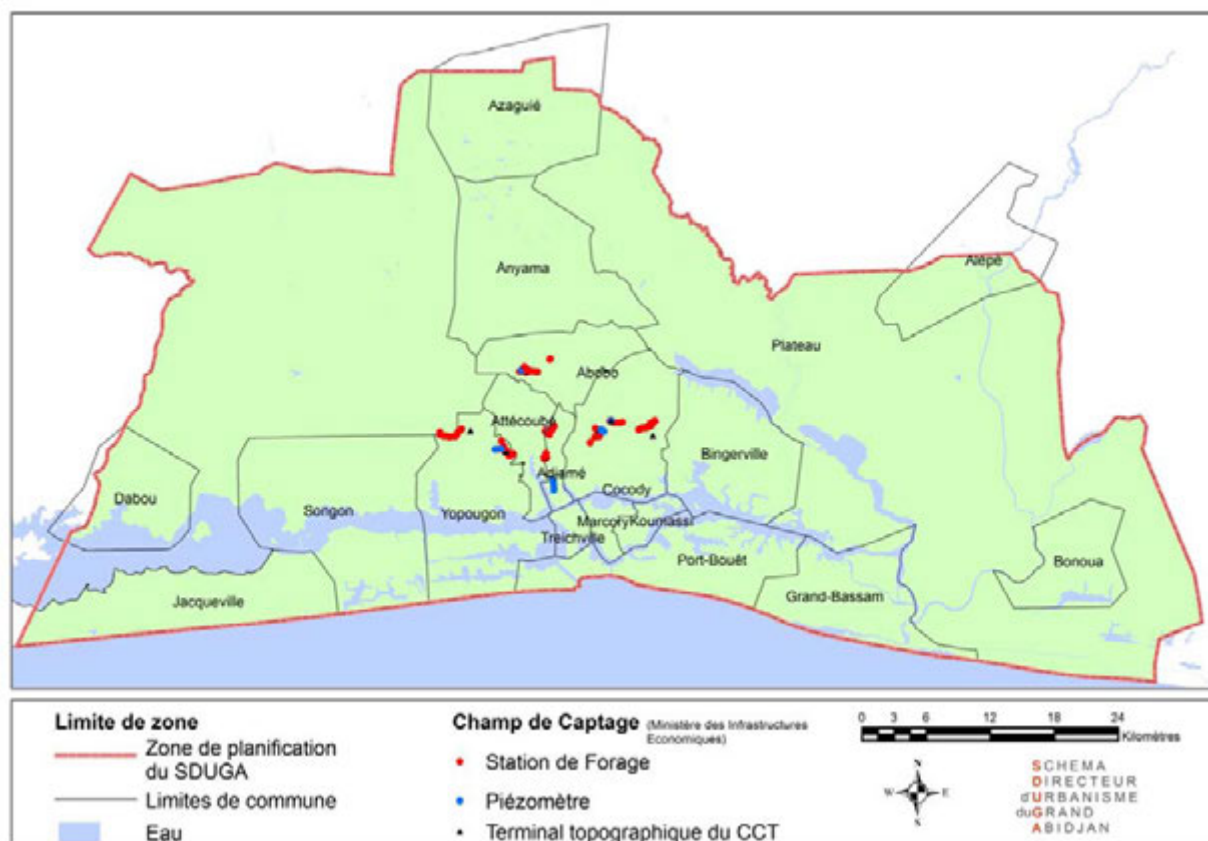 Azaguié
Anyama
Alépé
Plateau
Abobo
Attécoubé
Bingerville
Adjamé
Dabou
Songon
Yopougon
Cocody
Marcory
Koumassi
Treichville
Port-Bouët
Bonoua
Jacqueville
Grand-Bassam
Limite de zone
Zone de planification
du SDUGA
Limites de commune
Eau
Champ de Captage (Ministère des Infrastructures
Economiques)
Station de Forage
Piézomètre
Terminal topographique du CCT
0 3 6 12 18 24
Kilomètres
N
W E
S
SCHEMA
DIRECTEUR
d'URBANISME
duGRAND
ABIDJAN